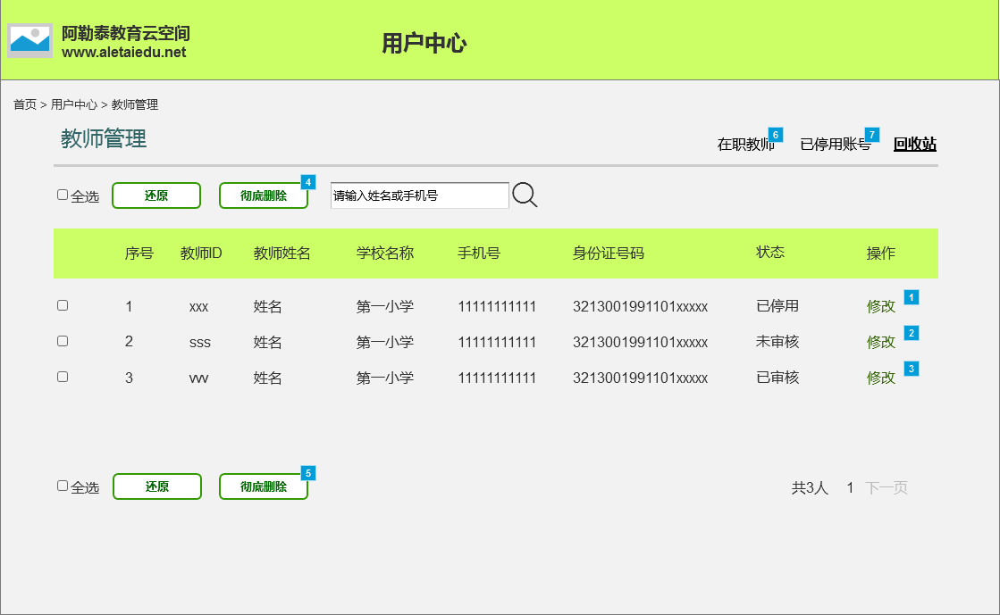 阿勒泰教育云空间
www.aletaiedu.net
用户中心
首页 > 用户中心 > 教师管理
教师管理
在职教师 6 已停用账号 7 回收站
全选 还原 彻底删除 4 请输入姓名或手机号
序号 教师ID 教师姓名 学校名称 手机号 身份证号码 状态 操作
1 xxx 姓名 第一小学 11111111111 3213001991101xxxxx 已停用 修改 1
2 sss 姓名 第一小学 11111111111 3213001991101xxxxx 未审核 修改 2
3 vvv 姓名 第一小学 11111111111 3213001991101xxxxx 已审核 修改 3
全选 还原 彻底删除 5 共3人 1 下一页